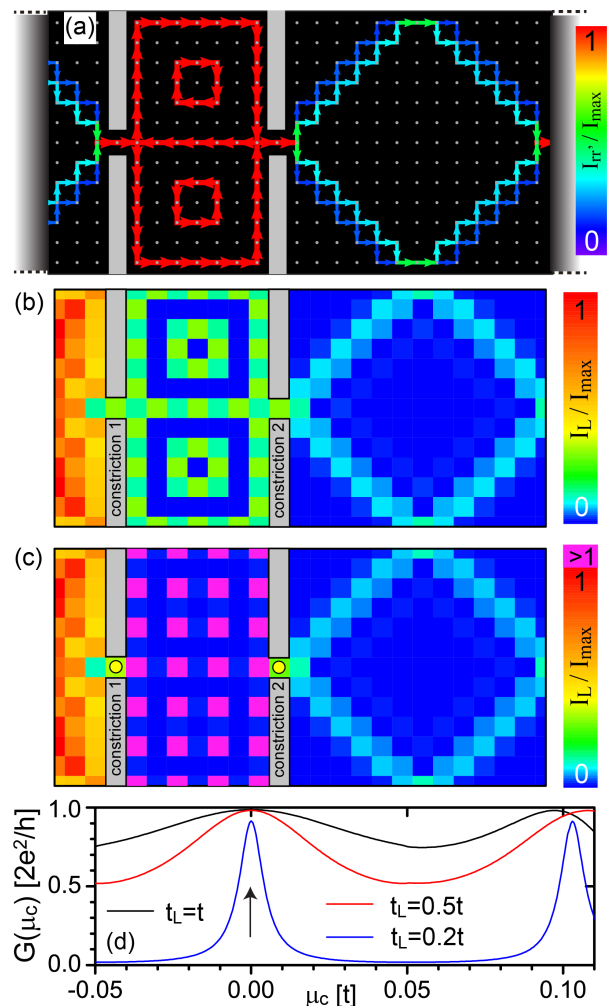 (a)
1
I_rr' / I_max
0
(b)
constriction 1
constriction 2
1
I_L / I_max
0
(c)
constriction 1
constriction 2
>1
1
I_L / I_max
0
G(μ_c) [2e²/h]
1.0
0.5
0.0
t_L=t
t_L=0.5t
t_L=0.2t
(d)
-0.05
0.00
0.05
0.10
μ_c [t]